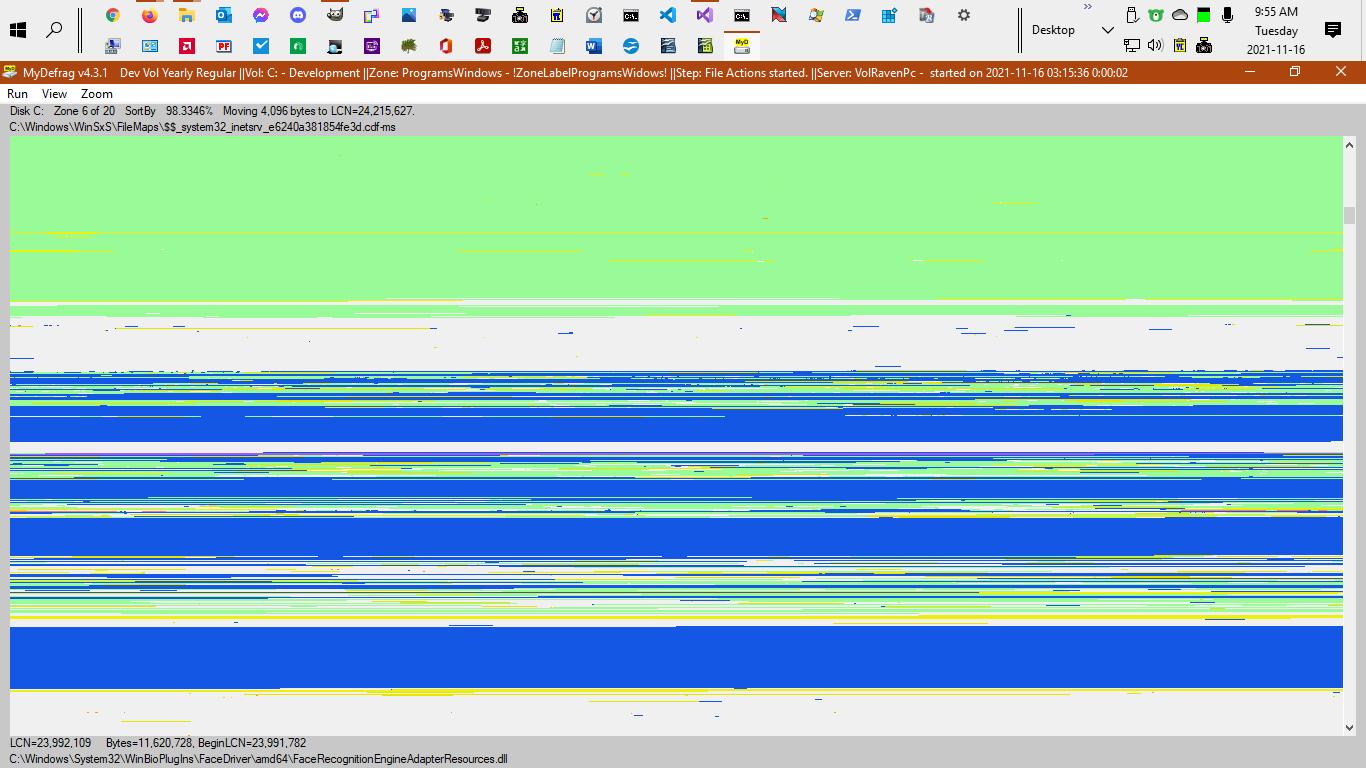 9:55 AM
Desktop
Tuesday
2021-11-16
MyDefrag v4.3.1 Dev Vol Yearly Regular ||Vol: C: - Development ||Zone: ProgramsWindows - !ZoneLabelProgramsWidows! ||Step: File Actions started. ||Server: VolRavenPc - started on 2021-11-16 03:15:36 0:00:02
Run View Zoom
Disk C: Zone 6 of 20 SortBy 98.3346% Moving 4,096 bytes to LCN=24,215,627.
C:\Windows\WinSxS\FileMaps\$$_system32_inetsrv_e6240a381854fe3d.cdf-ms
LCN=23,992,109 Bytes=11,620,728, BeginLCN=23,991,782
C:\Windows\System32\WinBioPlugIns\FaceDriver\amd64\FaceRecognitionEngineAdapterResources.dll